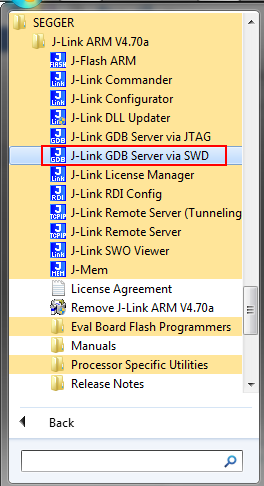 SEGGER
J-Link ARM V4.70a
J-Flash ARM
J-Link Commander
J-Link Configurator
J-Link DLL Updater
J-Link GDB Server via JTAG
J-Link GDB Server via SWD
J-Link License Manager
J-Link RDI Config
J-Link Remote Server (Tunneling
J-Link Remote Server
J-Link SWO Viewer
J-Mem
License Agreement
Remove J-Link ARM V4.70a
Eval Board Flash Programmers
Manuals
Processor Specific Utilities
Release Notes
Back